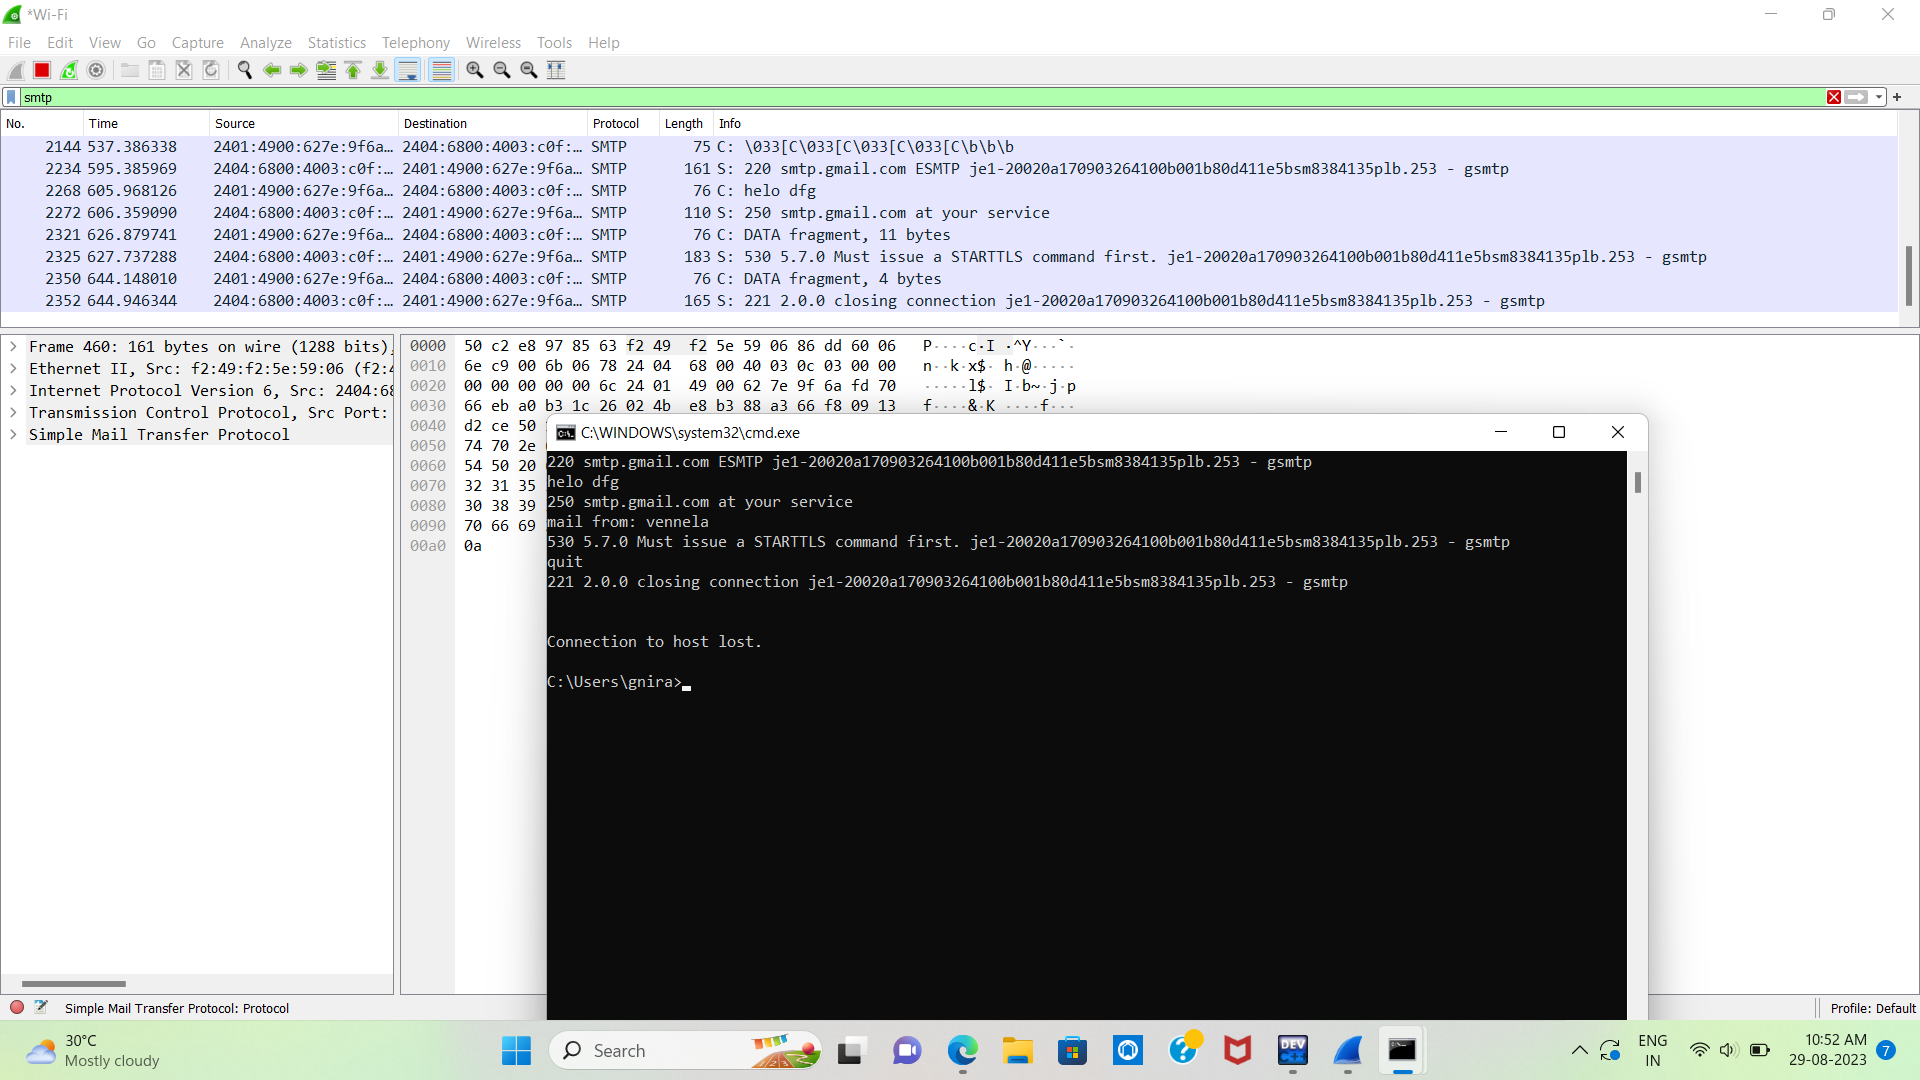 *Wi-Fi
File Edit View Go Capture Analyze Statistics Telephony Wireless Tools Help
smtp
No. Time Source Destination Protocol Length Info
2144 537.386338 2401:4900:627e:9f6a… 2404:6800:4003:c0f:… SMTP 75 C: \033[C\033[C\033[C\033[C\b\b\b
2234 595.385969 2404:6800:4003:c0f:… 2401:4900:627e:9f6a… SMTP 161 S: 220 smtp.gmail.com ESMTP je1-20020a170903264100b001b80d411e5bsm8384135plb.253 - gsmtp
2268 605.968126 2401:4900:627e:9f6a… 2404:6800:4003:c0f:… SMTP 76 C: helo dfg
2272 606.359090 2404:6800:4003:c0f:… 2401:4900:627e:9f6a… SMTP 110 S: 250 smtp.gmail.com at your service
2321 626.879741 2401:4900:627e:9f6a… 2404:6800:4003:c0f:… SMTP 76 C: DATA fragment, 11 bytes
2325 627.737288 2404:6800:4003:c0f:… 2401:4900:627e:9f6a… SMTP 183 S: 530 5.7.0 Must issue a STARTTLS command first. je1-20020a170903264100b001b80d411e5bsm8384135plb.253 - gsmtp
2350 644.148010 2401:4900:627e:9f6a… 2404:6800:4003:c0f:… SMTP 76 C: DATA fragment, 4 bytes
2352 644.946344 2404:6800:4003:c0f:… 2401:4900:627e:9f6a… SMTP 165 S: 221 2.0.0 closing connection je1-20020a170903264100b001b80d411e5bsm8384135plb.253 - gsmtp
Frame 460: 161 bytes on wire (1288 bits),
Ethernet II, Src: f2:49:f2:5e:59:06 (f2:4
Internet Protocol Version 6, Src: 2404:68
Transmission Control Protocol, Src Port:
Simple Mail Transfer Protocol
0000 50 c2 e8 97 85 63 f2 49 f2 5e 59 06 86 dd 60 06 P····c·I ·^Y···`·
0010 6e c9 00 6b 06 78 24 04 68 00 40 03 0c 03 00 00 n··k·x$· h·@·····
0020 00 00 00 00 00 6c 24 01 49 00 62 7e 9f 6a fd 70 ·····l$· I·b~·j·p
0030 66 eb a0 b3 1c 26 02 4b e8 b3 88 a3 66 f8 09 13 f····&·K ····f···
0040 d2 ce 50
0050 74 70 2e
0060 54 50 20
0070 32 31 35
0080 30 38 39
0090 70 66 69
00a0 0a
C:\WINDOWS\system32\cmd.exe
220 smtp.gmail.com ESMTP je1-20020a170903264100b001b80d411e5bsm8384135plb.253 - gsmtp
helo dfg
250 smtp.gmail.com at your service
mail from: vennela
530 5.7.0 Must issue a STARTTLS command first. je1-20020a170903264100b001b80d411e5bsm8384135plb.253 - gsmtp
quit
221 2.0.0 closing connection je1-20020a170903264100b001b80d411e5bsm8384135plb.253 - gsmtp
Connection to host lost.
C:\Users\gnira>
Simple Mail Transfer Protocol: Protocol
Profile: Default
30°C
Mostly cloudy
Search
DEV
ENG
IN
10:52 AM
29-08-2023
7